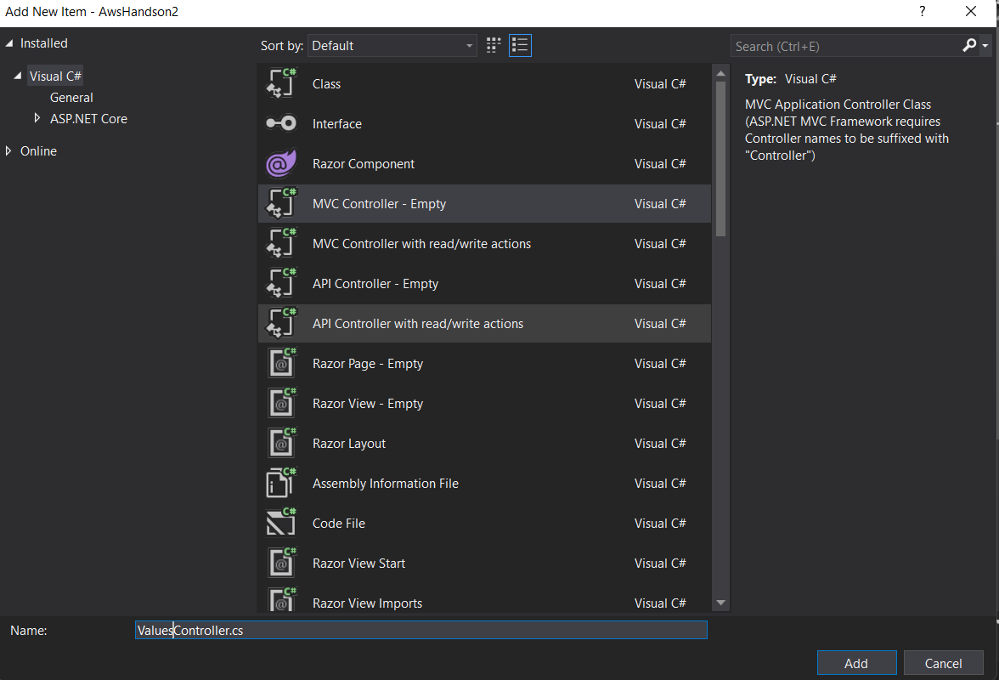 Add New Item - AwsHandson2
?
Installed
Visual C#
General
ASP.NET Core
Online
Sort by: Default
Class Visual C#
Interface Visual C#
Razor Component Visual C#
MVC Controller - Empty Visual C#
MVC Controller with read/write actions Visual C#
API Controller - Empty Visual C#
API Controller with read/write actions Visual C#
Razor Page - Empty Visual C#
Razor View - Empty Visual C#
Razor Layout Visual C#
Assembly Information File Visual C#
Code File Visual C#
Razor View Start Visual C#
Razor View Imports Visual C#
Search (Ctrl+E)
Type: Visual C#
MVC Application Controller Class
(ASP.NET MVC Framework requires
Controller names to be suffixed with
"Controller")
Name: ValuesController.cs
Add Cancel